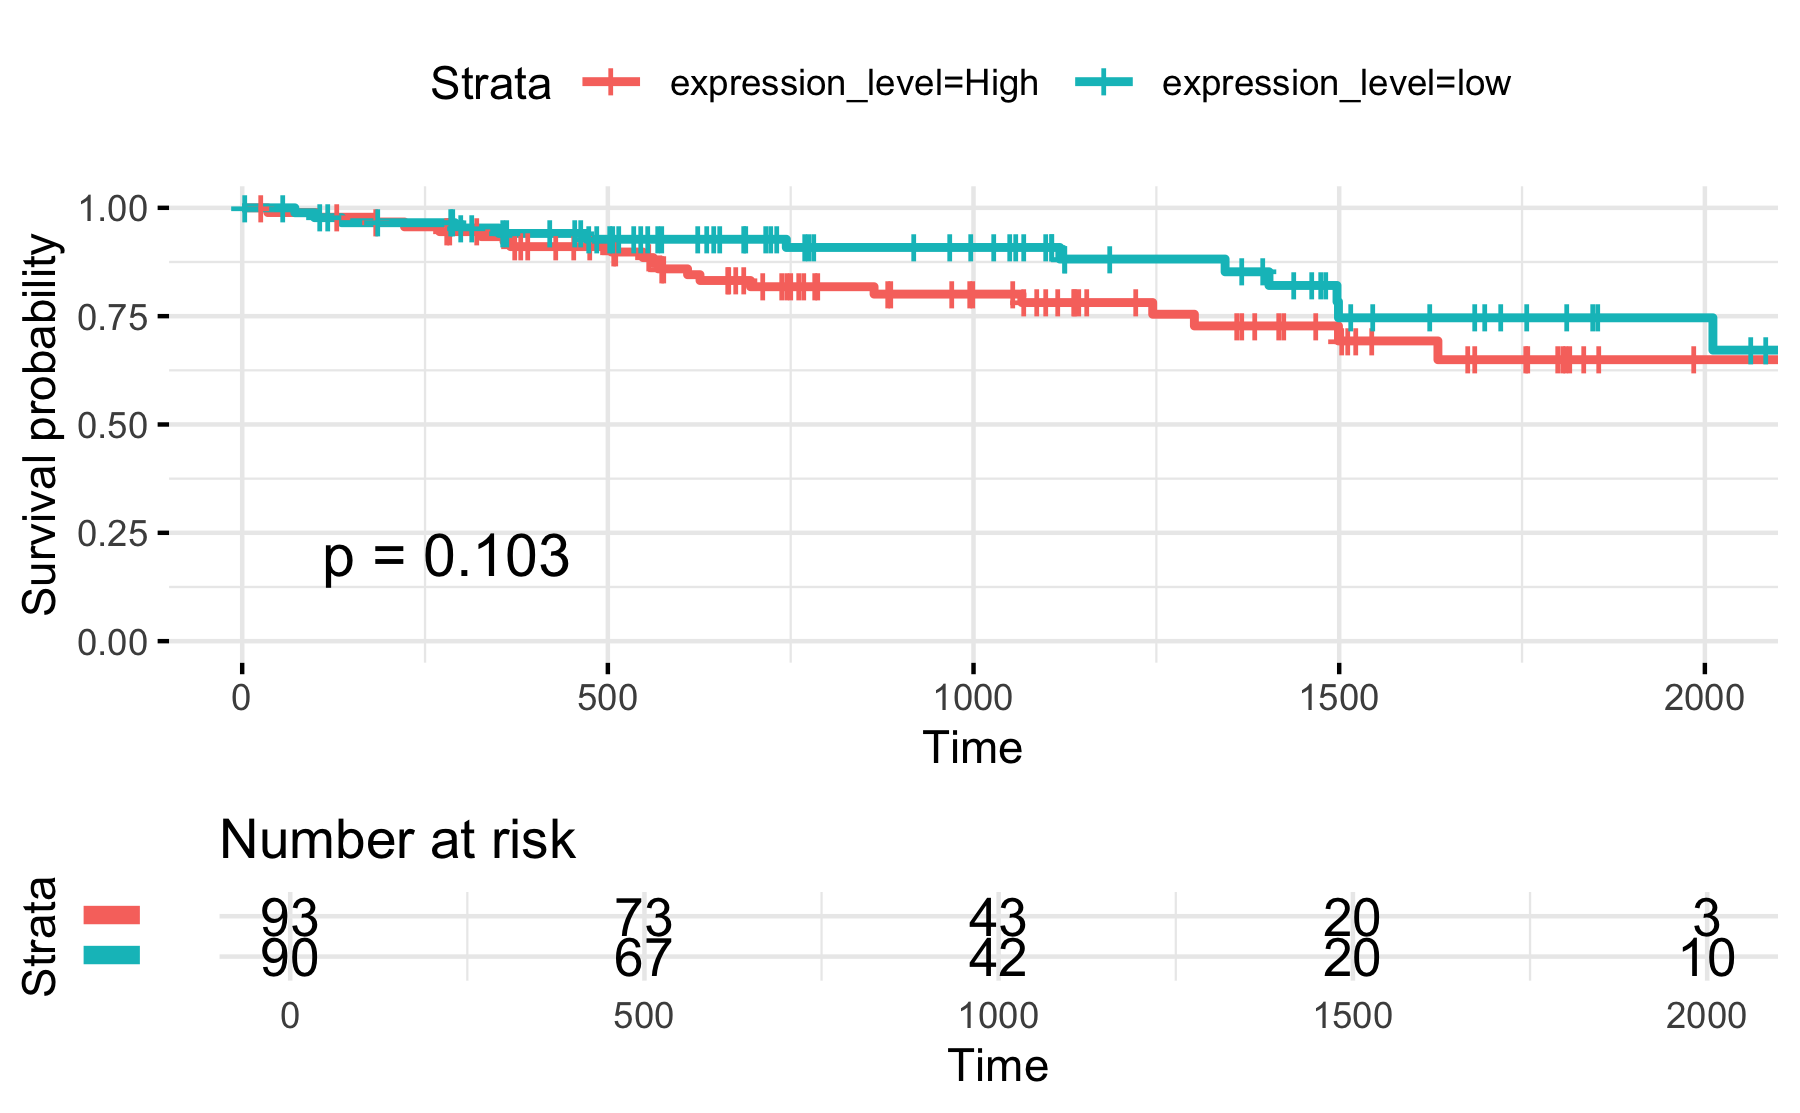 Strata expression_level=High expression_level=low
Survival probability
1.00
0.75
0.50
0.25
0.00
p = 0.103
0 500 1000 1500 2000
Time
Number at risk
Strata
93 73 43 20 3
90 67 42 20 10
0 500 1000 1500 2000
Time